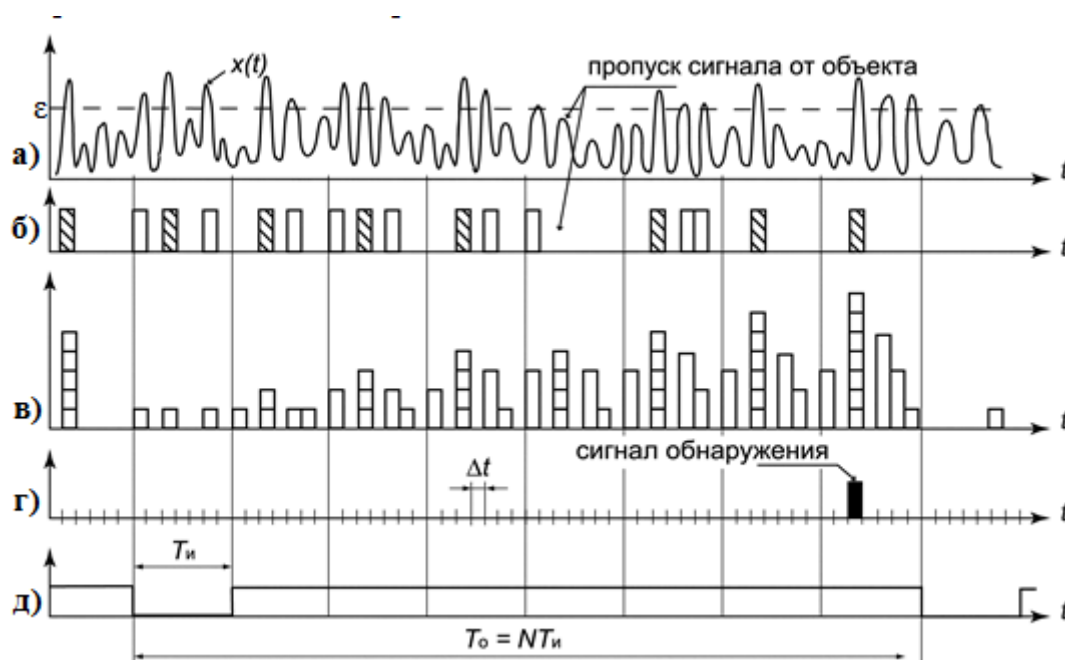 x(t)
пропуск сигнала от объекта
ε
а)
t
б)
t
в)
t
сигнал обнаружения
Δt
г)
t
Tи
д)
t
Tо = NTи